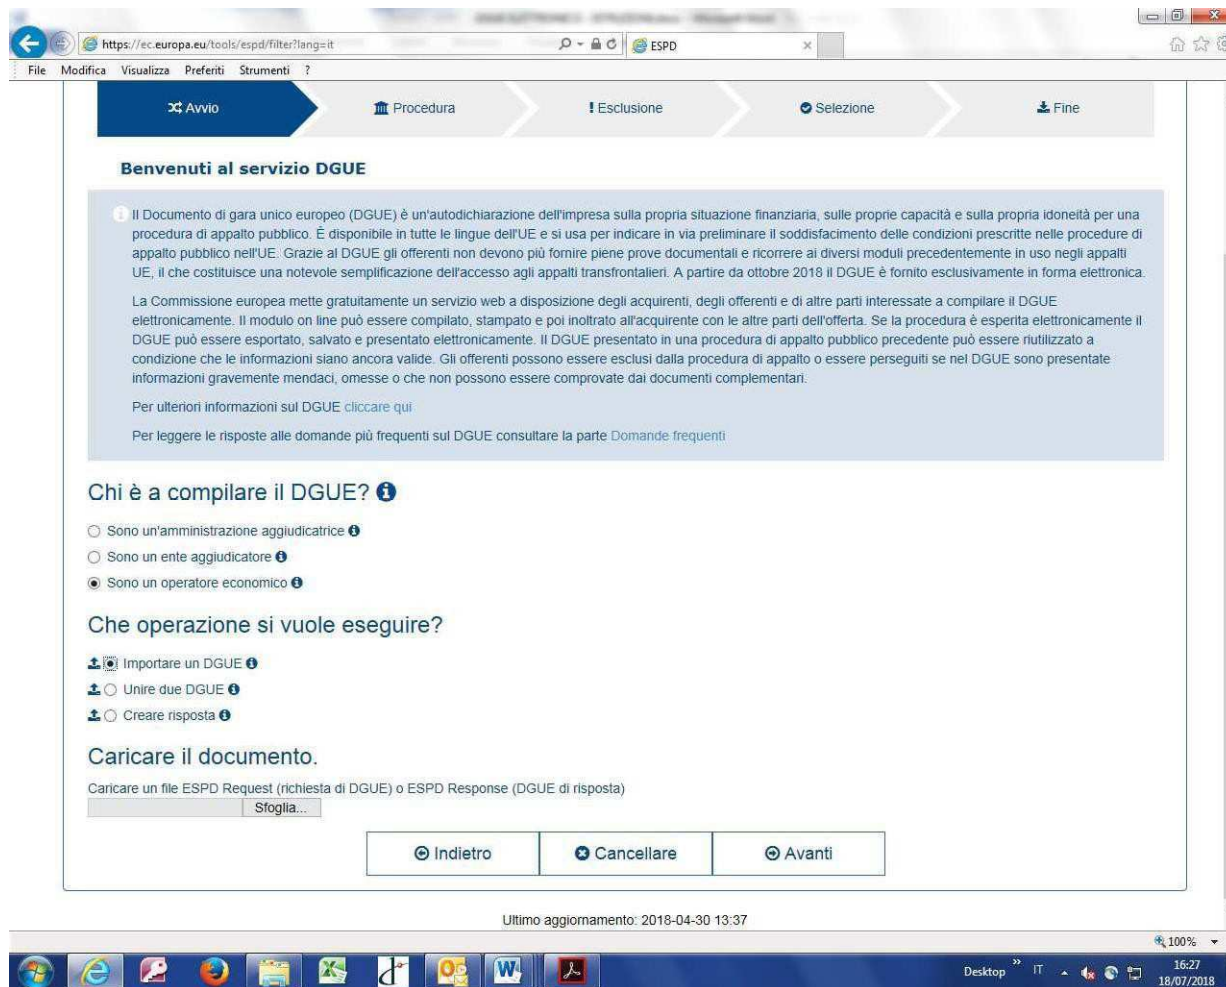 https://ec.europa.eu/tools/espd/filter?lang=it
ESPD
File Modifica Visualizza Preferiti Strumenti ?
Avvio
Procedura
Esclusione
Selezione
Fine
Benvenuti al servizio DGUE
Il Documento di gara unico europeo (DGUE) è un'autodichiarazione dell'impresa sulla propria situazione finanziaria, sulle proprie capacità e sulla propria idoneità per una
procedura di appalto pubblico. È disponibile in tutte le lingue dell'UE e si usa per indicare in via preliminare il soddisfacimento delle condizioni prescritte nelle procedure di
appalto pubblico nell'UE. Grazie al DGUE gli offerenti non devono più fornire piene prove documentali e ricorrere ai diversi moduli precedentemente in uso negli appalti
UE, il che costituisce una notevole semplificazione dell'accesso agli appalti transfrontalieri. A partire da ottobre 2018 il DGUE è fornito esclusivamente in forma elettronica.
La Commissione europea mette gratuitamente un servizio web a disposizione degli acquirenti, degli offerenti e di altre parti interessate a compilare il DGUE
elettronicamente. Il modulo on line può essere compilato, stampato e poi inoltrato all'acquirente con le altre parti dell'offerta. Se la procedura è esperita elettronicamente il
DGUE può essere esportato, salvato e presentato elettronicamente. Il DGUE presentato in una procedura di appalto pubblico precedente può essere riutilizzato a
condizione che le informazioni siano ancora valide. Gli offerenti possono essere esclusi dalla procedura di appalto o essere perseguiti se nel DGUE sono presentate
informazioni gravemente mendaci, omesse o che non possono essere comprovate dai documenti complementari.
Per ulteriori informazioni sul DGUE cliccare qui
Per leggere le risposte alle domande più frequenti sul DGUE consultare la parte Domande frequenti
Chi è a compilare il DGUE?
Sono un'amministrazione aggiudicatrice
Sono un ente aggiudicatore
Sono un operatore economico
Che operazione si vuole eseguire?
Importare un DGUE
Unire due DGUE
Creare risposta
Caricare il documento.
Caricare un file ESPD Request (richiesta di DGUE) o ESPD Response (DGUE di risposta)
Sfoglia...
Indietro
Cancellare
Avanti
Ultimo aggiornamento: 2018-04-30 13:37
100%
Desktop
IT
16:27
18/07/2018